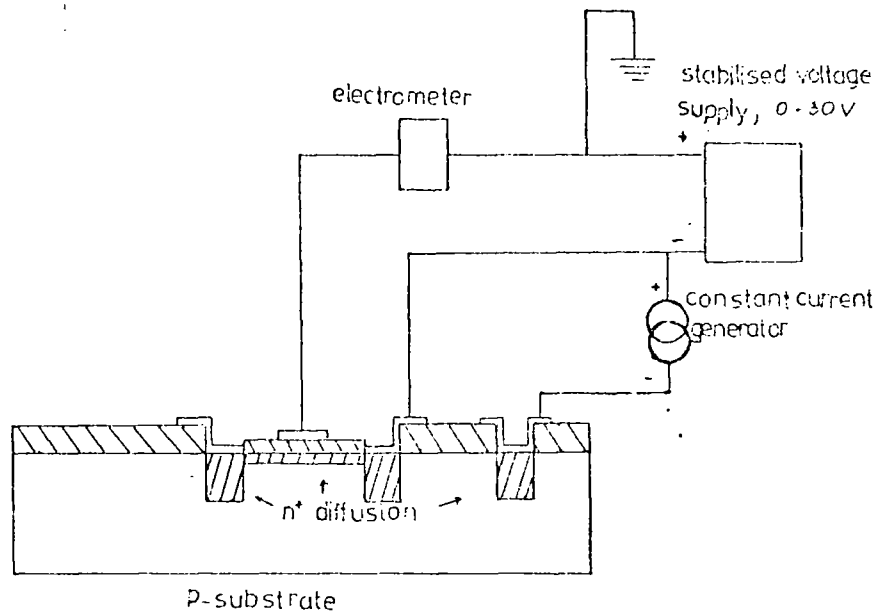 electrometer
stabilised voltage
supply, 0-30V
+
-
+
constant current
generator
-
n⁺ diffusion
P-substrate